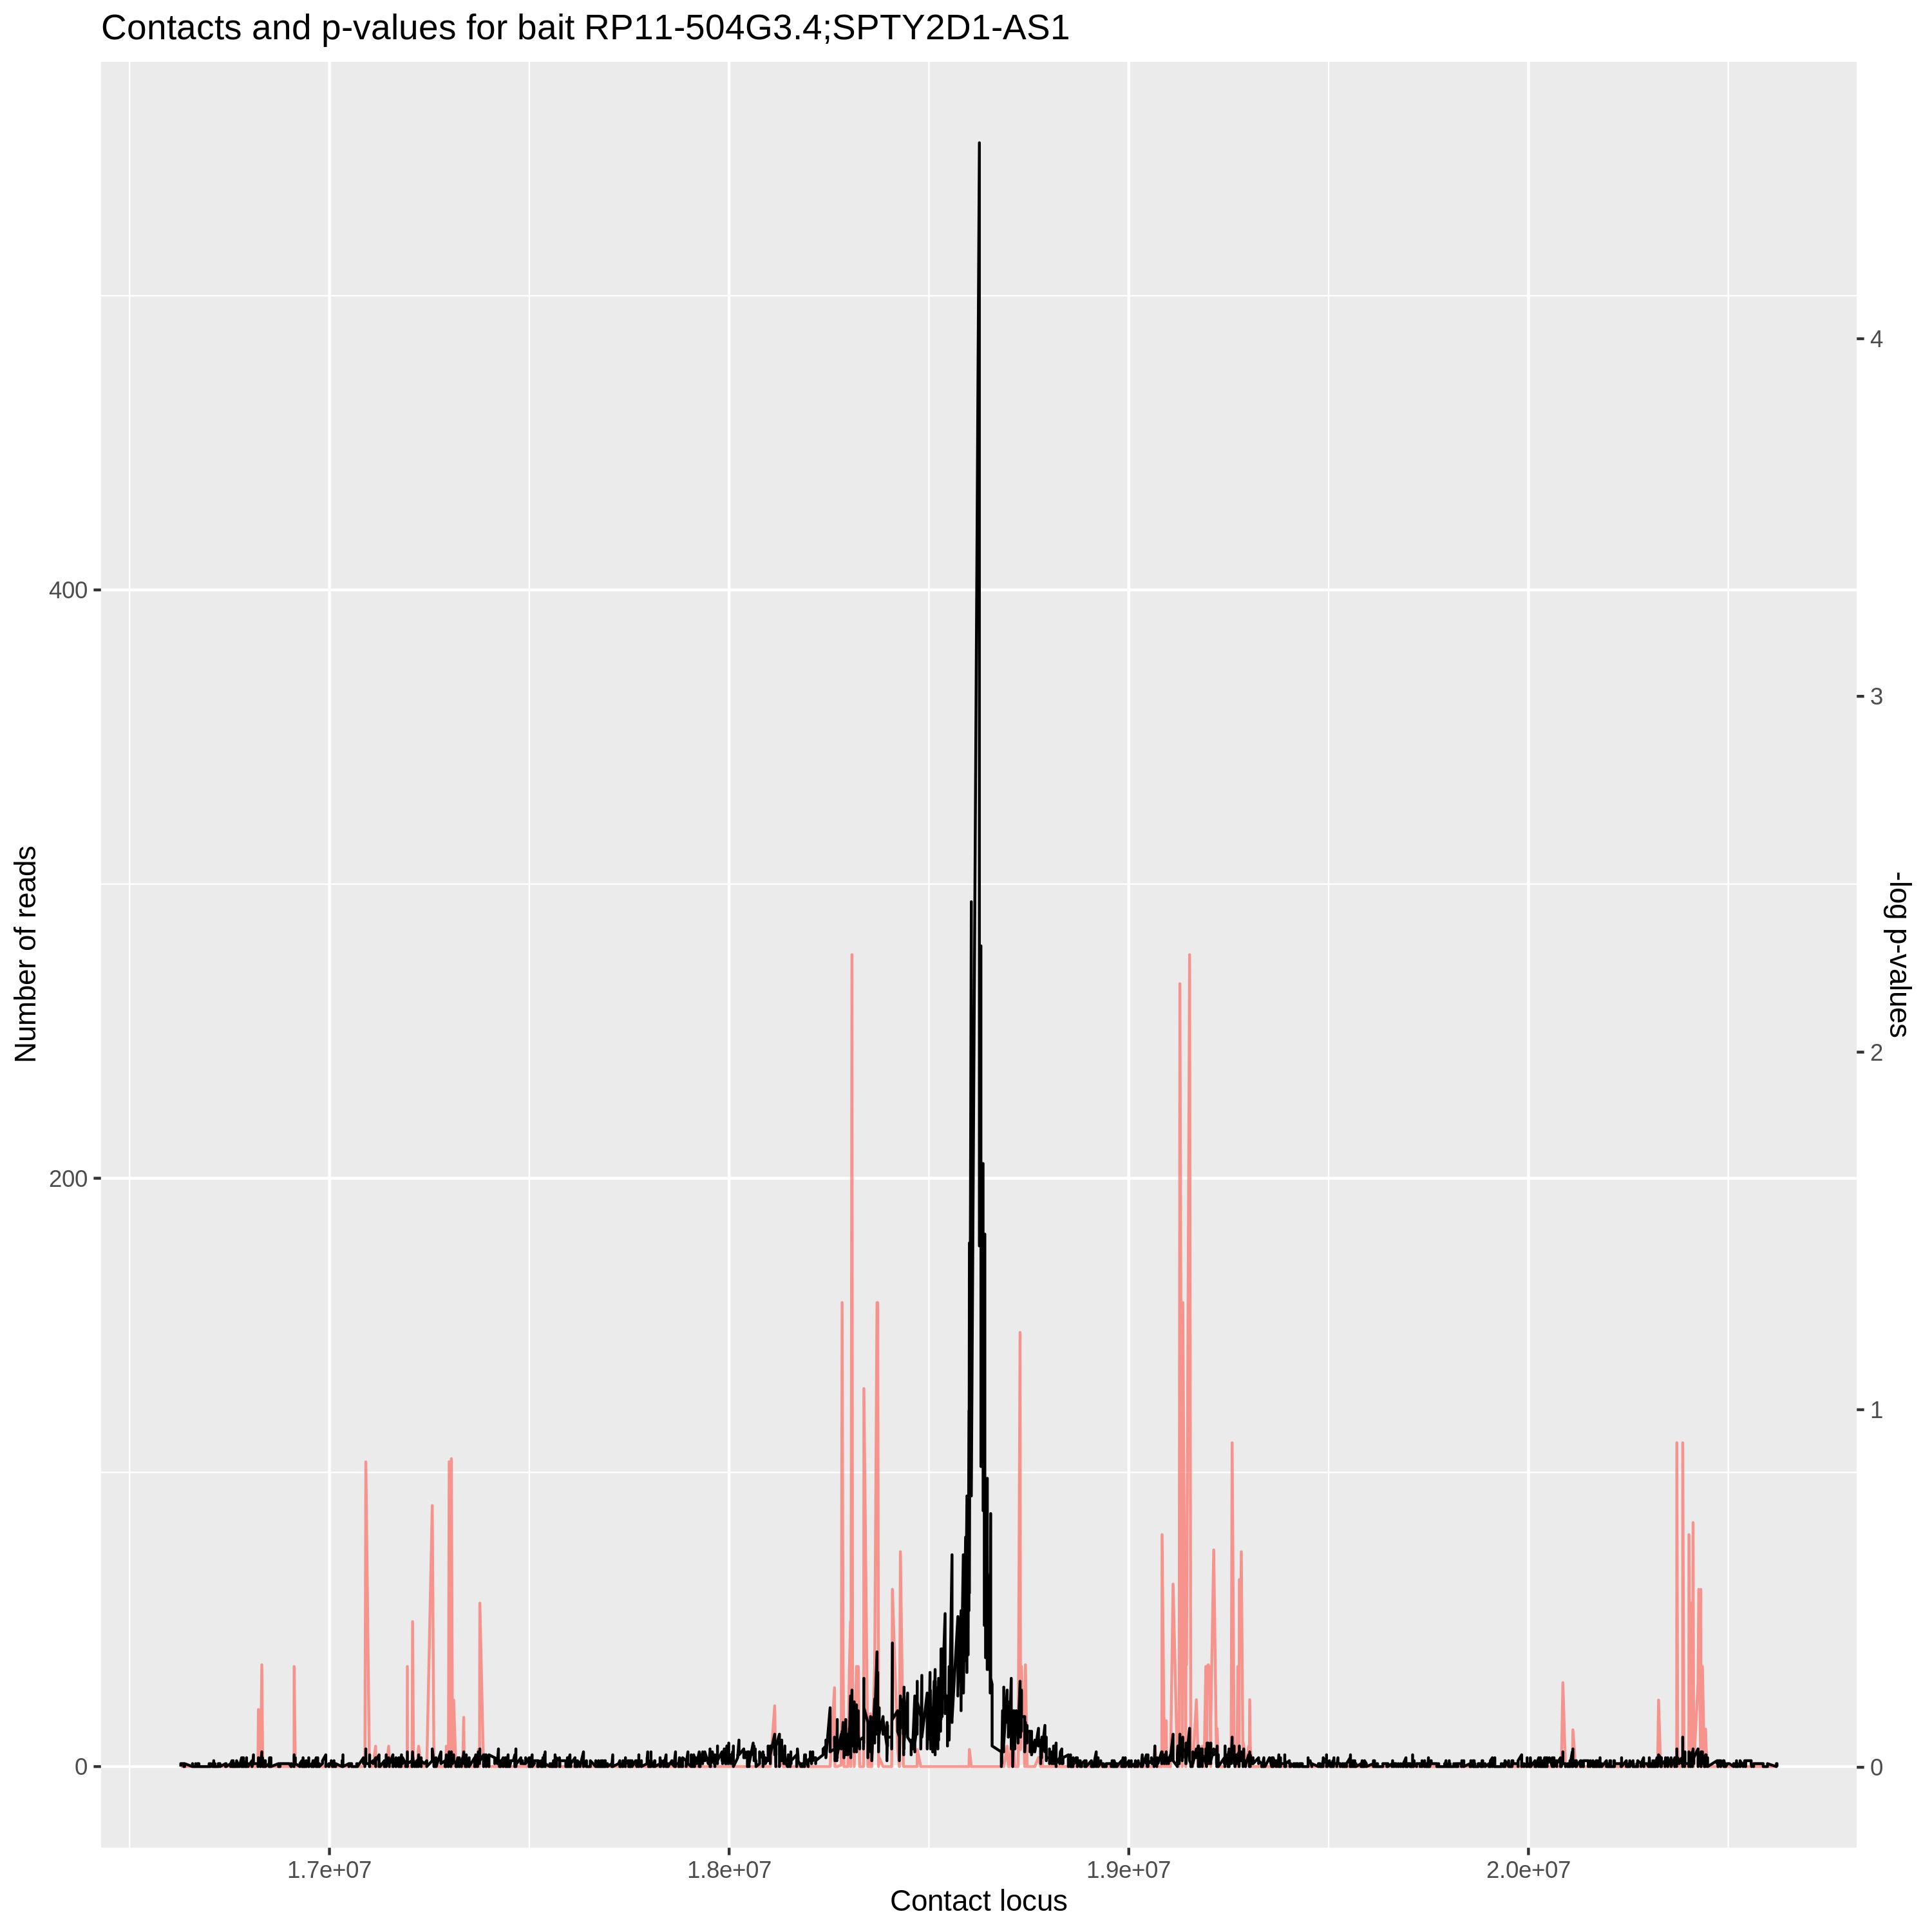 Contacts and p-values for bait RP11-504G3.4;SPTY2D1-AS1
Number of reads
400
200
0
4
3
2
1
0
-log p-values
1.7e+07 1.8e+07 1.9e+07 2.0e+07
Contact locus